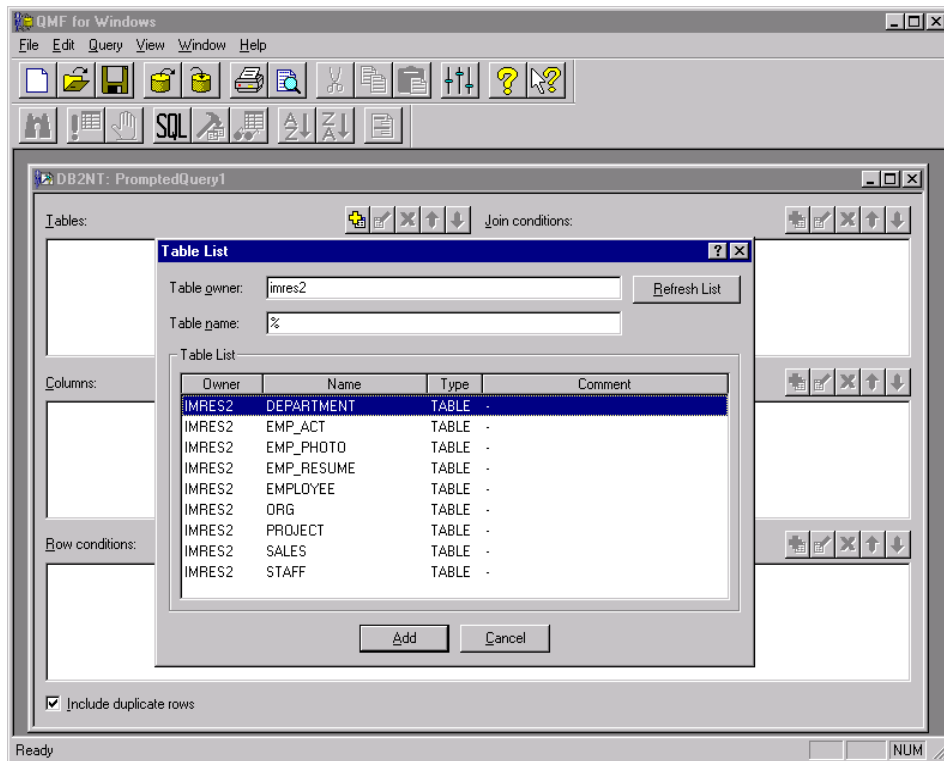 QMF for Windows
File Edit Query View Window Help
SQL
A Z Z A
DB2NT: PromptedQuery1
Tables: Join conditions:
Table List
Table owner: imres2 Refresh List
Table name: %
Table List
Owner Name Type Comment
IMRES2 DEPARTMENT TABLE -
IMRES2 EMP_ACT TABLE -
IMRES2 EMP_PHOTO TABLE -
IMRES2 EMP_RESUME TABLE -
IMRES2 EMPLOYEE TABLE -
IMRES2 ORG TABLE -
IMRES2 PROJECT TABLE -
IMRES2 SALES TABLE -
IMRES2 STAFF TABLE -
Columns:
Row conditions:
Add Cancel
Include duplicate rows
Ready NUM